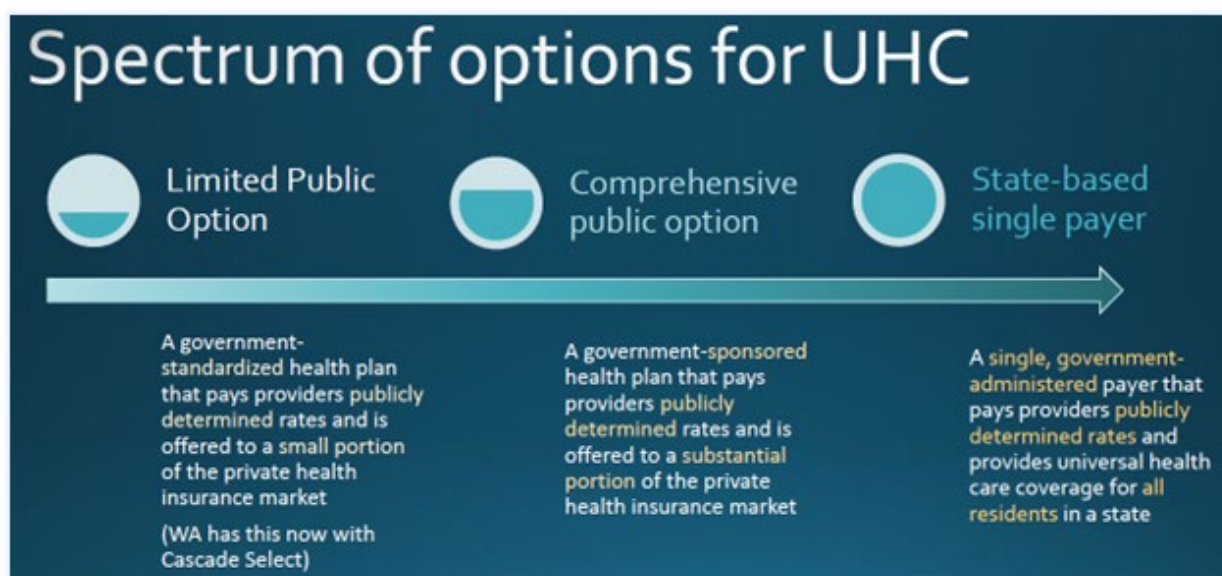 Spectrum of options for UHC
Limited Public
Option
Comprehensive
public option
State-based
single payer
A government-
standardized health plan
that pays providers publicly
determined rates and is
offered to a small portion
of the private health
insurance market
(WA has this now with
Cascade Select)
A government-sponsored
health plan that pays
providers publicly
determined rates and is
offered to a substantial
portion of the private
health insurance market
A single, government-
administered payer that
pays providers publicly
determined rates and
provides universal health
care coverage for all
residents in a state